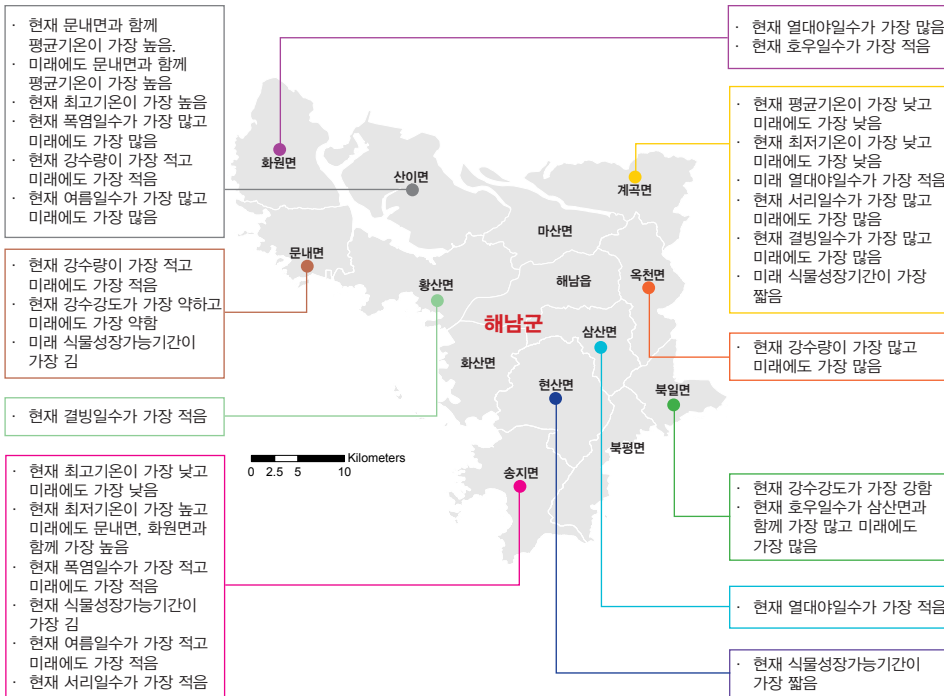 · 현재 문내면과 함께
평균기온이 가장 높음.
· 미래에도 문내면과 함께
평균기온이 가장 높음
· 현재 최고기온이 가장 높음
· 현재 폭염일수가 가장 많고
미래에도 가장 많음
· 현재 강수량이 가장 적고
미래에도 가장 적음
· 현재 여름일수가 가장 많고
미래에도 가장 많음
· 현재 강수량이 가장 적고
미래에도 가장 적음
· 현재 강수강도가 가장 약하고
미래에도 가장 약함
· 미래 식물성장가능기간이
가장 김
· 현재 결빙일수가 가장 적음
· 현재 최고기온이 가장 낮고
미래에도 가장 낮음
· 현재 최저기온이 가장 높고
미래에도 문내면, 화원면과
함께 가장 높음
· 현재 폭염일수가 가장 적고
미래에도 가장 적음
· 현재 식물성장가능기간이
가장 김
· 현재 여름일수가 가장 적고
미래에도 가장 적음
· 현재 서리일수가 가장 적음
화원면
산이면
계곡면
마산면
문내면
황산면
해남읍
옥천면
해남군
삼산면
화산면
현산면
북일면
북평면
송지면
Kilometers
0 2.5 5 10
· 현재 열대야일수가 가장 많음
· 현재 호우일수가 가장 적음
· 현재 평균기온이 가장 낮고
미래에도 가장 낮음
· 현재 최저기온이 가장 낮고
미래에도 가장 낮음
· 미래 열대야일수가 가장 적음
· 현재 서리일수가 가장 많고
미래에도 가장 많음
· 현재 결빙일수가 가장 많고
미래에도 가장 많음
· 미래 식물성장기간이 가장
짧음
· 현재 강수량이 가장 많고
미래에도 가장 많음
· 현재 강수강도가 가장 강함
· 현재 호우일수가 삼산면과
함께 가장 많고 미래에도
가장 많음
· 현재 열대야일수가 가장 적음
· 현재 식물성장가능기간이
가장 짧음